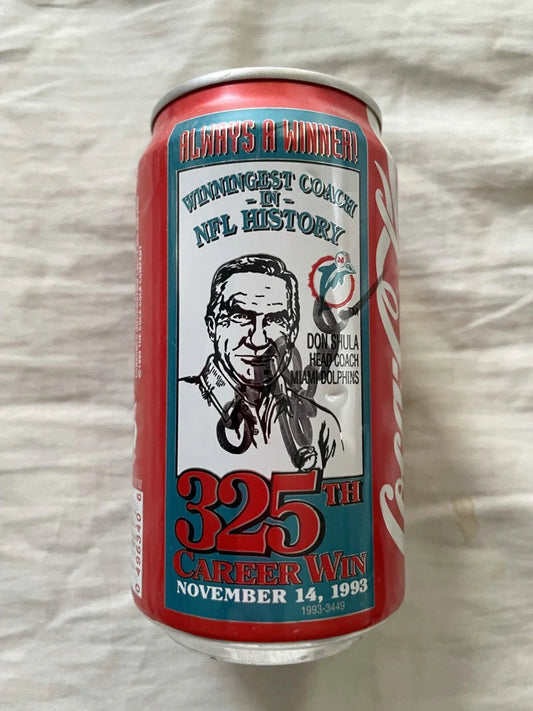 ALWAYS A WINNER!
WINNINGEST COACH
-IN-
NFL HISTORY
DON SHULA
HEAD COACH
MIAMI DOLPHINS
325TH
CAREER WIN
NOVEMBER 14, 1993
1993-3449
Coca-Cola